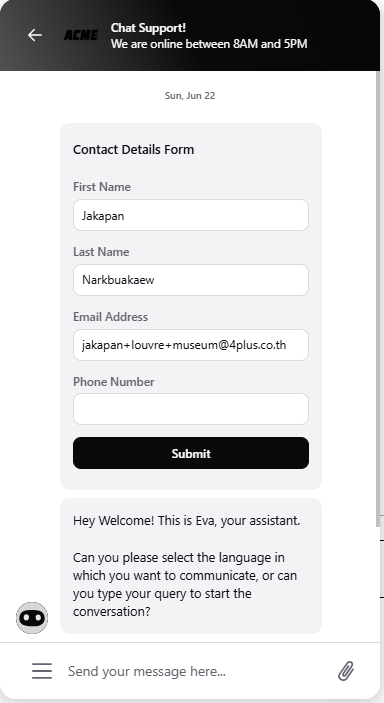 ACME
Chat Support!
We are online between 8AM and 5PM
Sun, Jun 22
Contact Details Form
First Name
Jakapan
Last Name
Narkbuakaew
Email Address
jakapan+louvre+museum@4plus.co.th
Phone Number
Submit
Hey Welcome! This is Eva, your assistant.
Can you please select the language in
which you want to communicate, or can
you type your query to start the
conversation?
Send your message here...